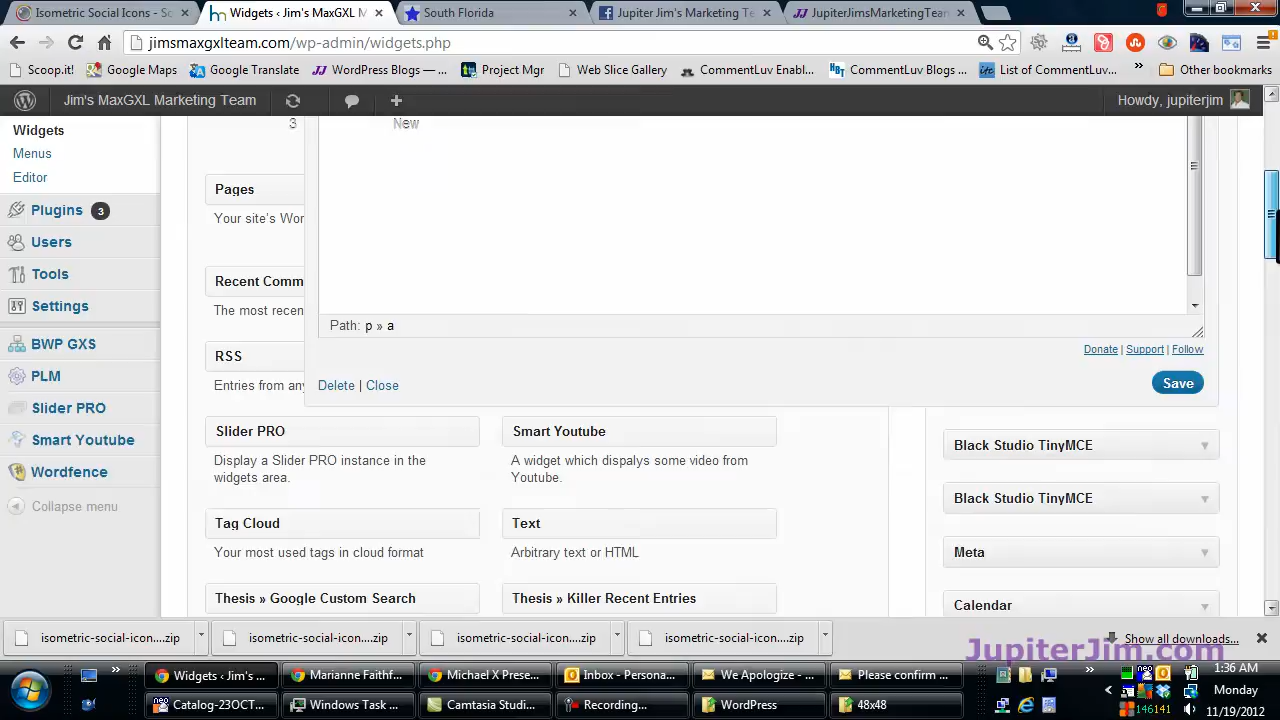 Isometric Social Icons - So
Widgets ‹ Jim's MaxGXL M
South Florida
Jupiter Jim's Marketing Te
JupiterJimsMarketingTean
jimsmaxgxlteam.com/wp-admin/widgets.php
Scoop.it!
Google Maps
Google Translate
WordPress Blogs —...
Project Mgr
Web Slice Gallery
CommentLuv Enabl...
CommentLuv Blogs ...
List of CommentLuv...
Other bookmarks
Jim's MaxGXL Marketing Team
Howdy, jupiterjim
Widgets
Menus
Editor
Plugins 3
Users
Tools
Settings
BWP GXS
PLM
Slider PRO
Smart Youtube
Wordfence
Collapse menu
3
New
Pages
Your site's Wor
Recent Comm
The most recen
RSS
Entries from any
Path: p » a
Donate | Support | Follow
Delete | Close
Save
Slider PRO
Display a Slider PRO instance in the
widgets area.
Smart Youtube
A widget which dispalys some video from
Youtube.
Tag Cloud
Your most used tags in cloud format
Text
Arbitrary text or HTML
Thesis » Google Custom Search
Thesis » Killer Recent Entries
Black Studio TinyMCE
Black Studio TinyMCE
Meta
Calendar
isometric-social-icon....zip
isometric-social-icon....zip
isometric-social-icon....zip
isometric-social-icon....zip
Show all downloads...
JupiterJim.com
Widgets ‹ Jim's ...
Marianna Faithf...
Michael X Prese...
Inbox - Persona...
We Apologize - ...
Please confirm ...
Catalog-23OCT...
Windows Task ...
Camtasia Studi...
Recording...
WordPress
48x48
1:36 AM
Monday
11/19/2012
146141